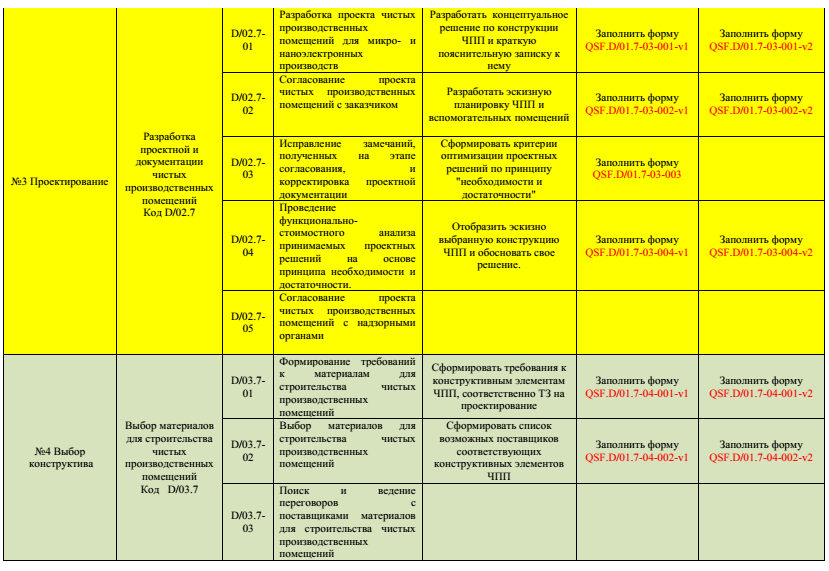 №3 Проектирование
Разработка
проектной и
документации
чистых
производственных
помещений
Код D/02.7
D/02.7-
01
Разработка проекта чистых
производственных
помещений для микро- и
наноэлектронных
производств
Разработать концептуальное
решение по конструкции
ЧПП и краткую
пояснительную записку к
нему
Заполнить форму
QSF.D/01.7-03-001-v1
Заполнить форму
QSF.D/01.7-03-001-v2
D/02.7-
02
Согласование проекта
чистых производственных
помещений с заказчиком
Разработать эскизную
планировку ЧПП и
вспомогательных помещений
Заполнить форму
QSF.D/01.7-03-002-v1
Заполнить форму
QSF.D/01.7-03-002-v2
D/02.7-
03
Исправление замечаний,
полученных на этапе
согласования, и
корректировка проектной
документации
Сформировать критерии
оптимизации проектных
решений по принципу
"необходимости и
достаточности"
Заполнить форму
QSF.D/01.7-03-003
D/02.7-
04
Проведение
функционально-
стоимостного анализа
принимаемых проектных
решений на основе
принципа необходимости и
достаточности.
Отобразить эскизно
выбранную конструкцию
ЧПП и обосновать свое
решение.
Заполнить форму
QSF.D/01.7-03-004-v1
Заполнить форму
QSF.D/01.7-03-004-v2
D/02.7-
05
Согласование проекта
чистых производственных
помещений с надзорными
органами
№4 Выбор
конструктива
Выбор материалов
для строительства
чистых
производственных
помещений
Код D/03.7
D/03.7-
01
Формирование требований
к материалам для
строительства чистых
производственных
помещений
Сформировать требования к
конструктивным элементам
ЧПП, соответственно ТЗ на
проектирование
Заполнить форму
QSF.D/01.7-04-001-v1
Заполнить форму
QSF.D/01.7-04-001-v2
D/03.7-
02
Выбор материалов для
строительства чистых
производственных
помещений
Сформировать список
возможных поставщиков
соответствующих
конструктивных элементов
ЧПП
Заполнить форму
QSF.D/01.7-04-002-v1
Заполнить форму
QSF.D/01.7-04-002-v2
D/03.7-
03
Поиск и ведение
переговоров с
поставщиками материалов
для строительства чистых
производственных
помещений